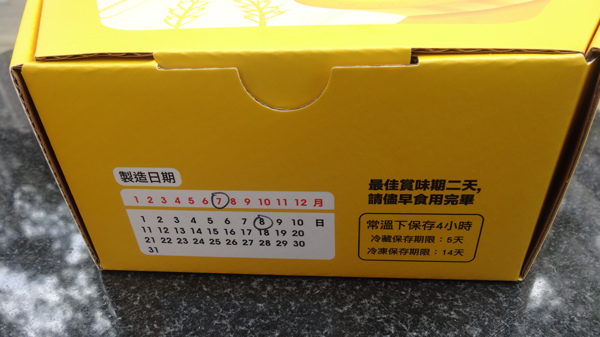 製造日期
1 2 3 4 5 6 7 8 9 10 11 12 月
1 2 3 4 5 6 7 8 9 10 日
11 12 13 14 15 16 17 18 19 20
21 22 23 24 25 26 27 28 29 30
31
最佳賞味期二天,
請儘早食用完畢
常溫下保存4小時
冷藏保存期限：5天
冷凍保存期限：14天